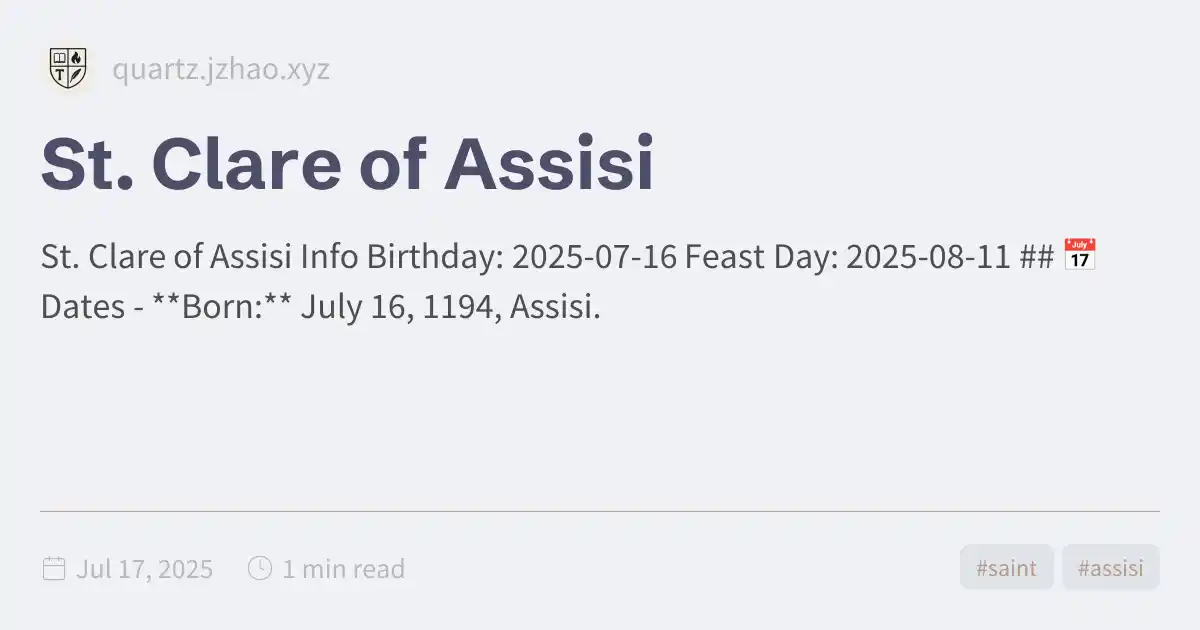 quartz.jzhao.xyz
St. Clare of Assisi
St. Clare of Assisi Info Birthday: 2025-07-16 Feast Day: 2025-08-11 ## 📅
Dates - **Born:** July 16, 1194, Assisi.
Jul 17, 2025 1 min read #saint #assisi